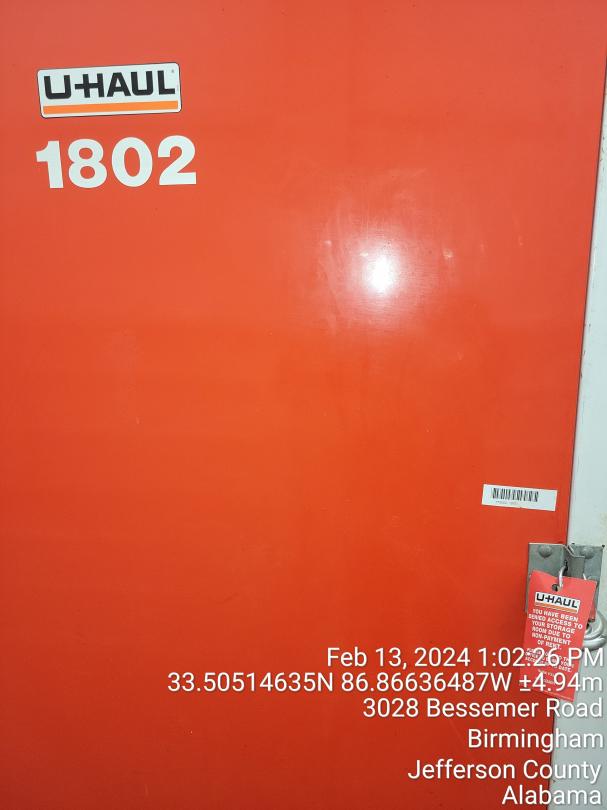 U-HAUL
1802
U-HAUL
YOU HAVE BEEN
DENIED ACCESS TO
YOUR STORAGE
ROOM DUE TO
NON-PAYMENT
OF RENT.
Feb 13, 2024 1:02:26 PM
33.50514635N 86.86636487W ±4.94m
3028 Bessemer Road
Birmingham
Jefferson County
Alabama